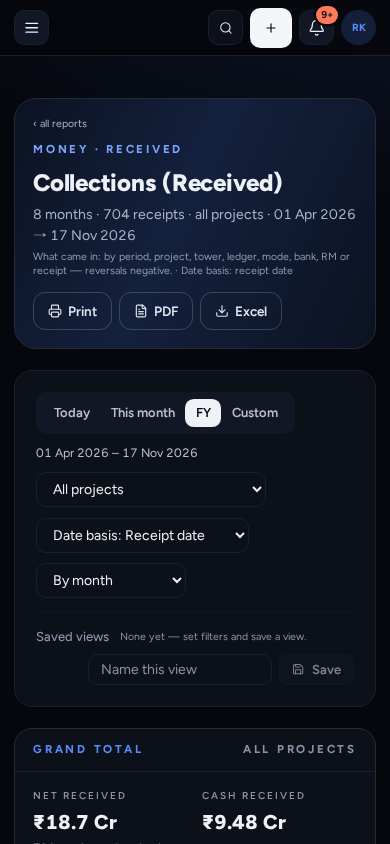 9+
RK
‹ all reports
MONEY · RECEIVED
Collections (Received)
8 months · 704 receipts · all projects · 01 Apr 2026
→ 17 Nov 2026
What came in: by period, project, tower, ledger, mode, bank, RM or
receipt — reversals negative. · Date basis: receipt date
Print PDF Excel
Today This month FY Custom
01 Apr 2026 – 17 Nov 2026
All projects
Date basis: Receipt date
By month
Saved views None yet — set filters and save a view.
Name this view Save
GRAND TOTAL ALL PROJECTS
NET RECEIVED CASH RECEIVED
₹18.7 Cr ₹9.48 Cr